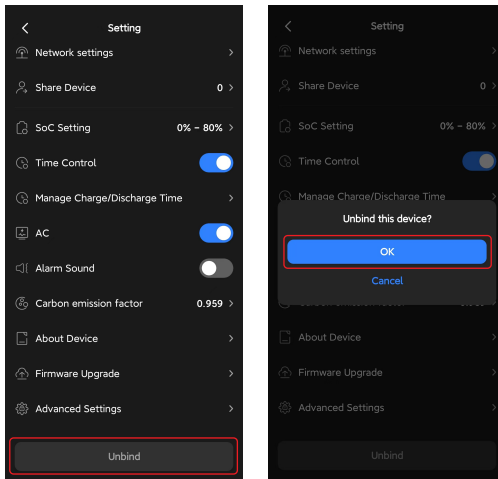 Setting
Network settings
Share Device 0
SoC Setting 0% – 80%
Time Control
Manage Charge/Discharge Time
AC
Alarm Sound
Carbon emission factor 0.959
About Device
Firmware Upgrade
Advanced Settings
Unbind
Setting
Network settings
Share Device 0
SoC Setting 0% – 80%
Time Control
Manage Charge/Discharge Time
Unbind this device?
OK
Cancel
About Device
Firmware Upgrade
Advanced Settings
Unbind